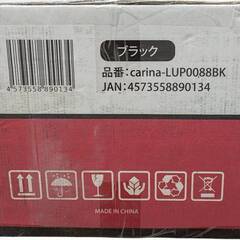 ブラック
品番：carina-LUP0088BK
JAN：4573558890134
4 573558 890134
MADE IN CHINA